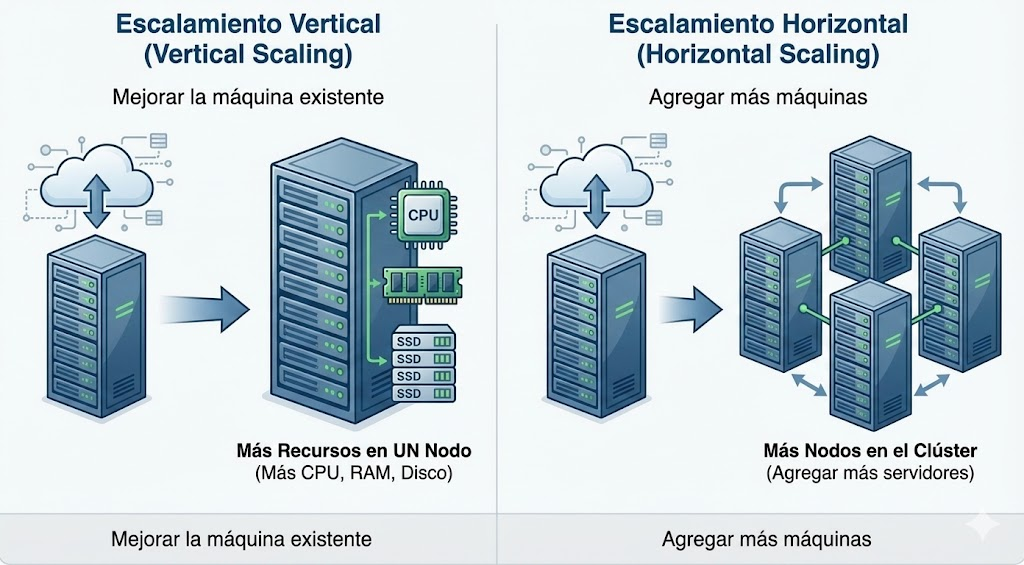 Escalamiento Vertical
(Vertical Scaling)
Mejorar la máquina existente
CPU
SSD
SSD
SSD
SSD
Más Recursos en UN Nodo
(Más CPU, RAM, Disco)
Mejorar la máquina existente
Escalamiento Horizontal
(Horizontal Scaling)
Agregar más máquinas
Más Nodos en el Clúster
(Agregar más servidores)
Agregar más máquinas